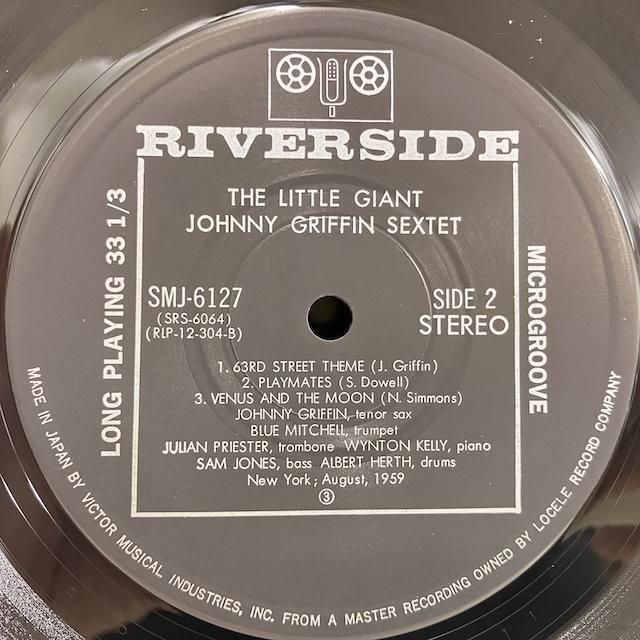 RIVERSIDE
THE LITTLE GIANT
JOHNNY GRIFFIN SEXTET
LONG PLAYING 33 1/3
MICROGROOVE
SMJ-6127
(SRS-6064)
(RLP-12-304-B)
SIDE 2
STEREO
1. 63RD STREET THEME (J. Griffin)
2. PLAYMATES (S. Dowell)
3. VENUS AND THE MOON (N. Simmons)
JOHNNY GRIFFIN, tenor sax
BLUE MITCHELL, trumpet
JULIAN PRIESTER, trombone WYNTON KELLY, piano
SAM JONES, bass ALBERT HERTH, drums
New York; August, 1959
3
MADE IN JAPAN BY VICTOR MUSICAL INDUSTRIES, INC. FROM A MASTER RECORDING OWNED BY LOCELE RECORD COMPANY